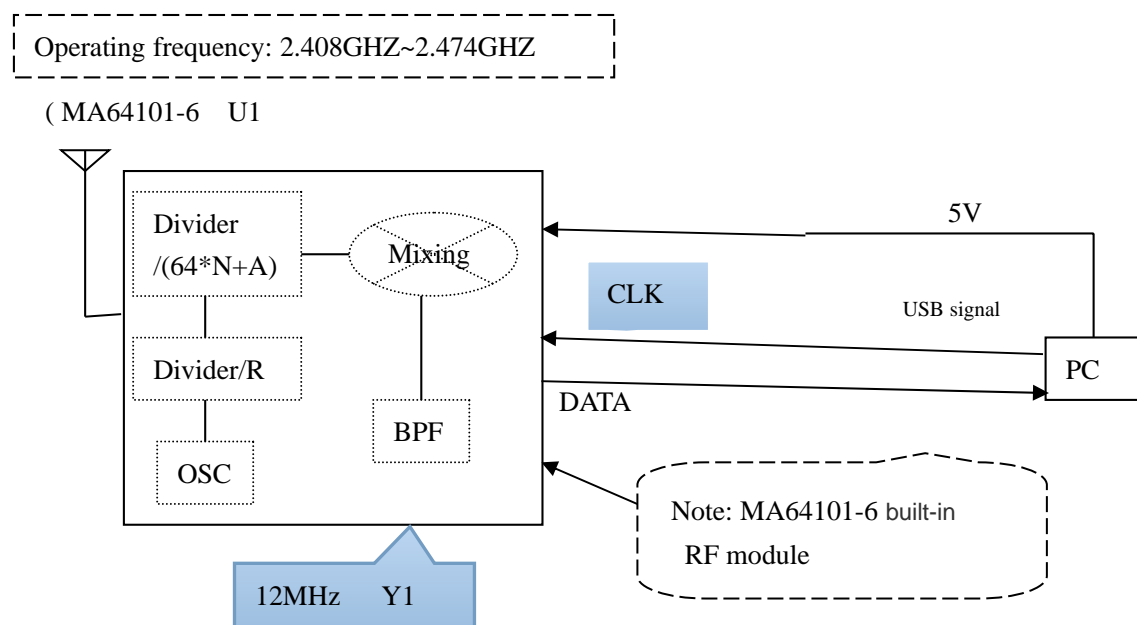 Operating frequency: 2.408GHZ~2.474GHZ
( MA64101-6 U1
Divider
/(64*N+A)
Mixing
5V
CLK
USB signal
Divider/R
PC
DATA
BPF
OSC
Note: MA64101-6 built-in
RF module
12MHz Y1